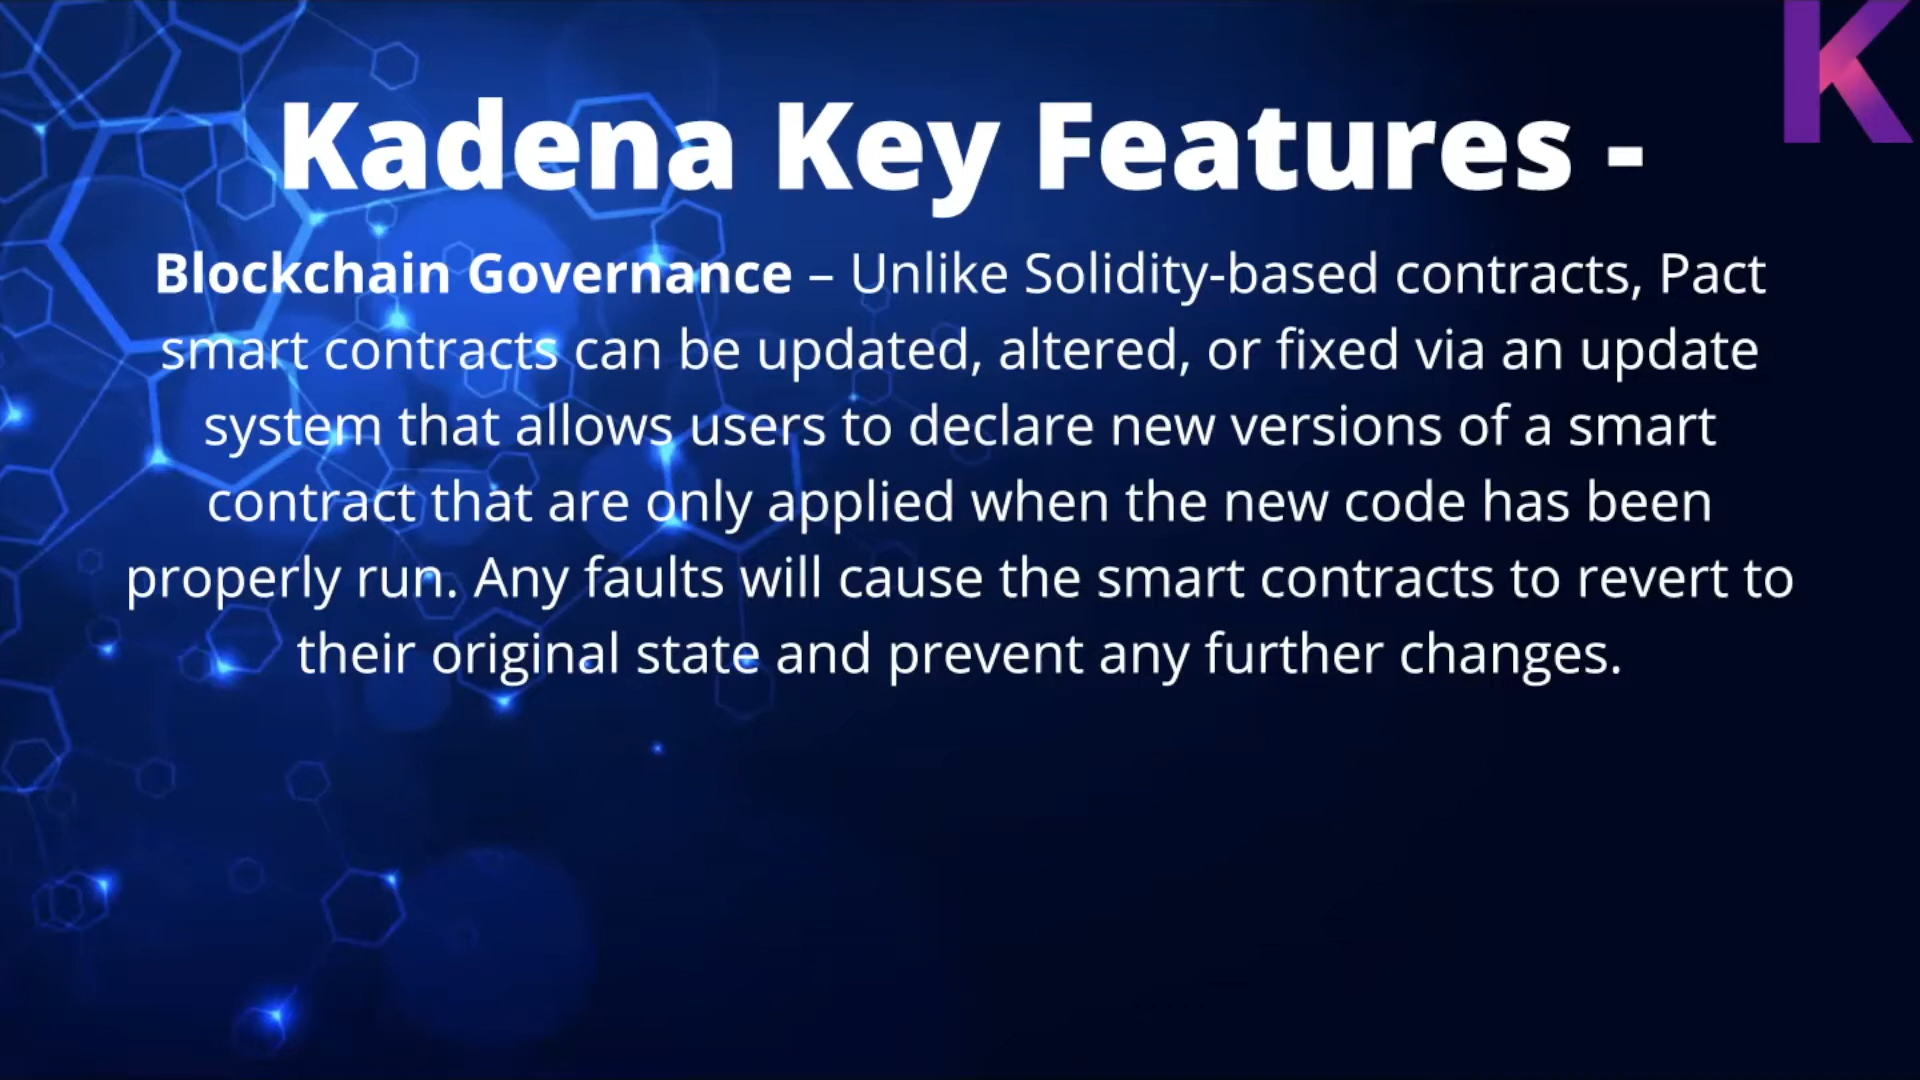 K
Kadena Key Features -
Blockchain Governance – Unlike Solidity-based contracts, Pact
smart contracts can be updated, altered, or fixed via an update
system that allows users to declare new versions of a smart
contract that are only applied when the new code has been
properly run. Any faults will cause the smart contracts to revert to
their original state and prevent any further changes.